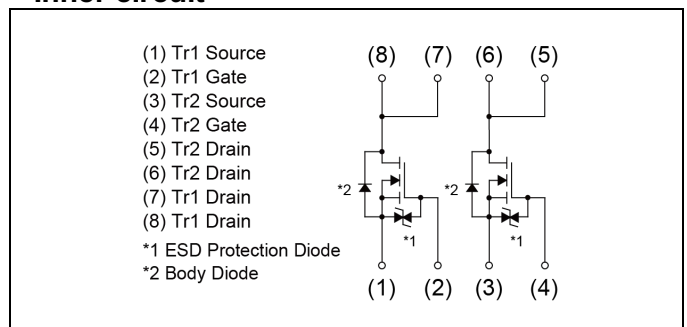 Inner circuit
(1) Tr1 Source
(2) Tr1 Gate
(3) Tr2 Source
(4) Tr2 Gate
(5) Tr2 Drain
(6) Tr2 Drain
(7) Tr1 Drain
(8) Tr1 Drain
*1 ESD Protection Diode
*2 Body Diode
(8) (7) (6) (5)
*2 *2
*1 *1
(1) (2) (3) (4)